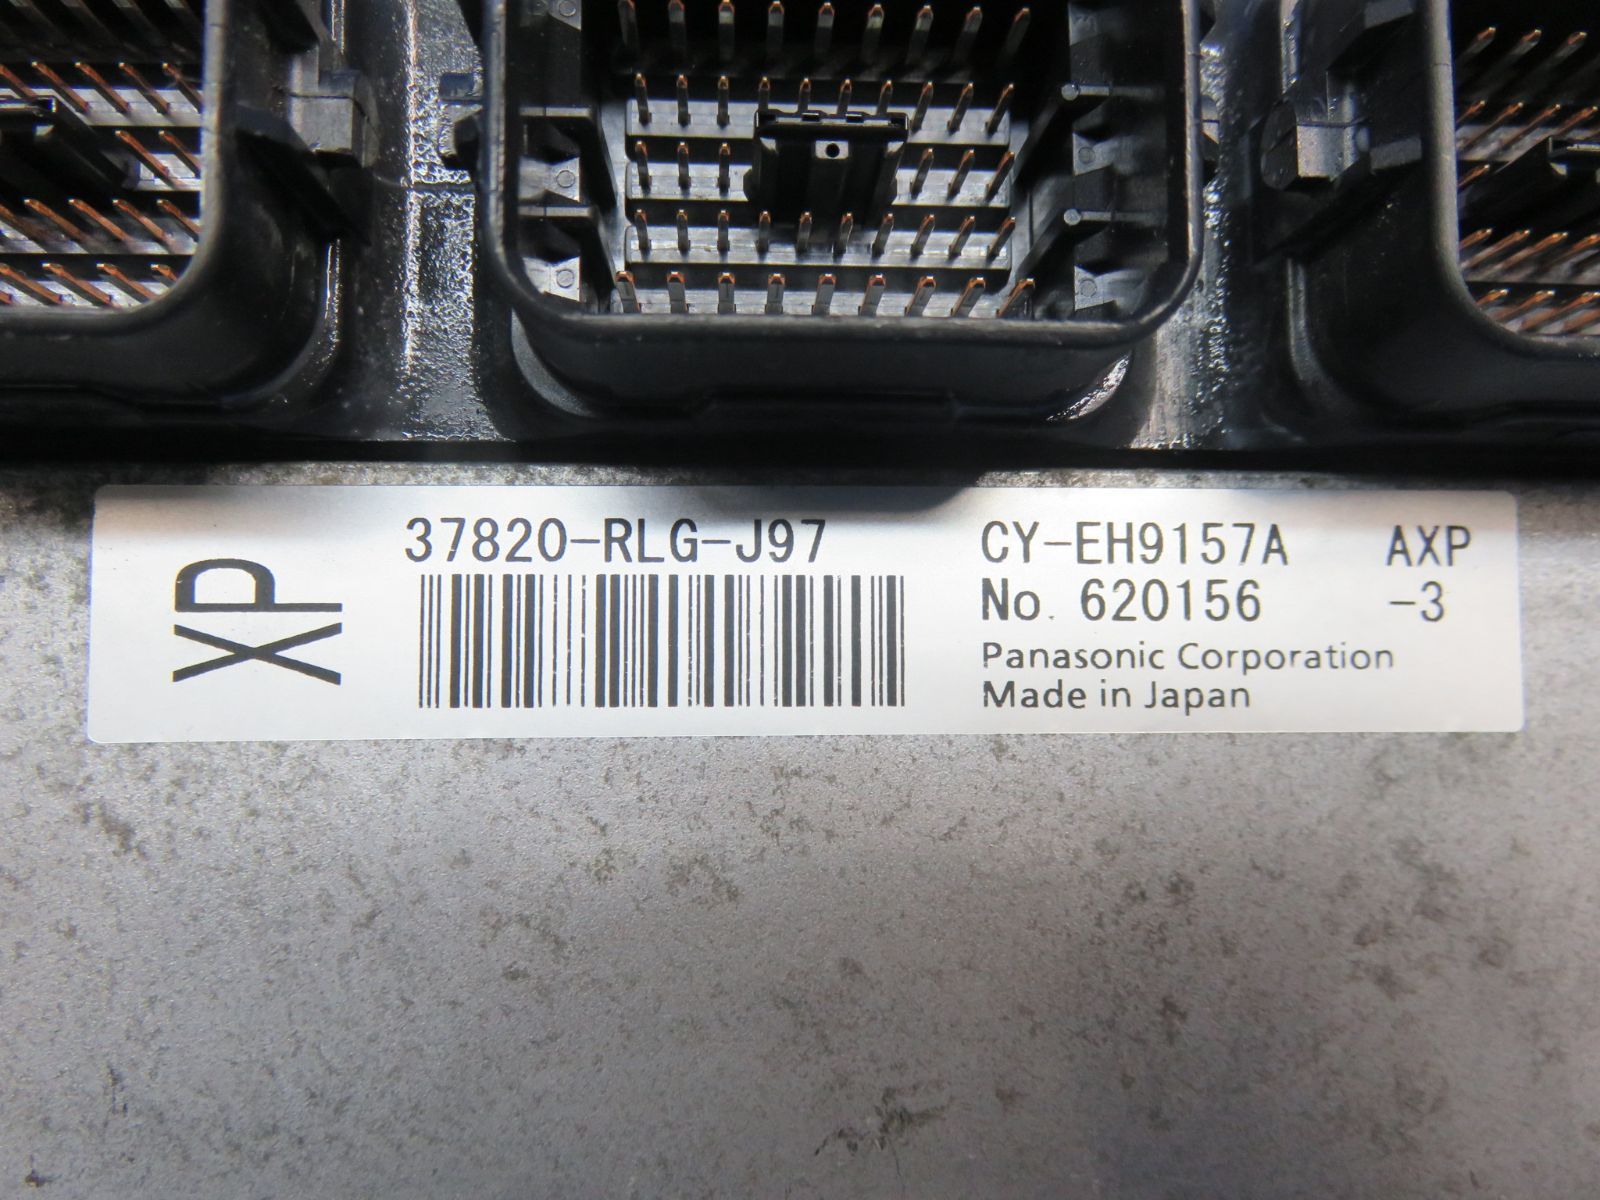 XP
37820-RLG-J97
CY-EH9157A AXP
No. 620156 -3
Panasonic Corporation
Made in Japan